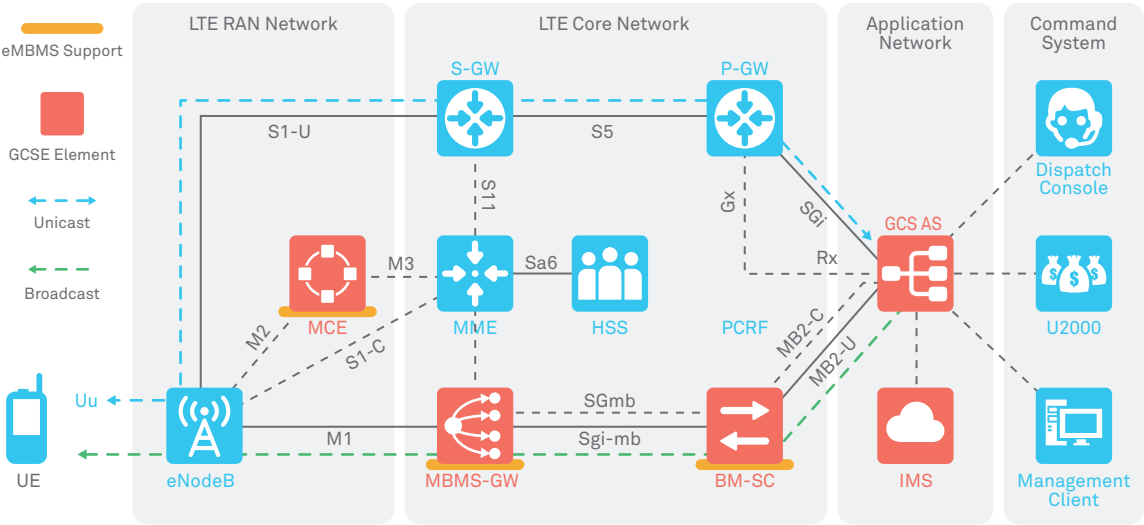 eMBMS Support
GCSE Element
Unicast
Broadcast
LTE RAN Network
LTE Core Network
Application
Network
Command
System
S-GW
P-GW
S1-U
S5
S11
Gx
SGi
Rx
Dispatch
Console
GCS AS
M3
Sa6
MCE
MME
HSS
PCRF
U2000
$
$
$
M2
S1-C
MB2-C
MB2-U
Uu
UE
eNodeB
M1
SGmb
Sgi-mb
MBMS-GW
BM-SC
IMS
Management
Client